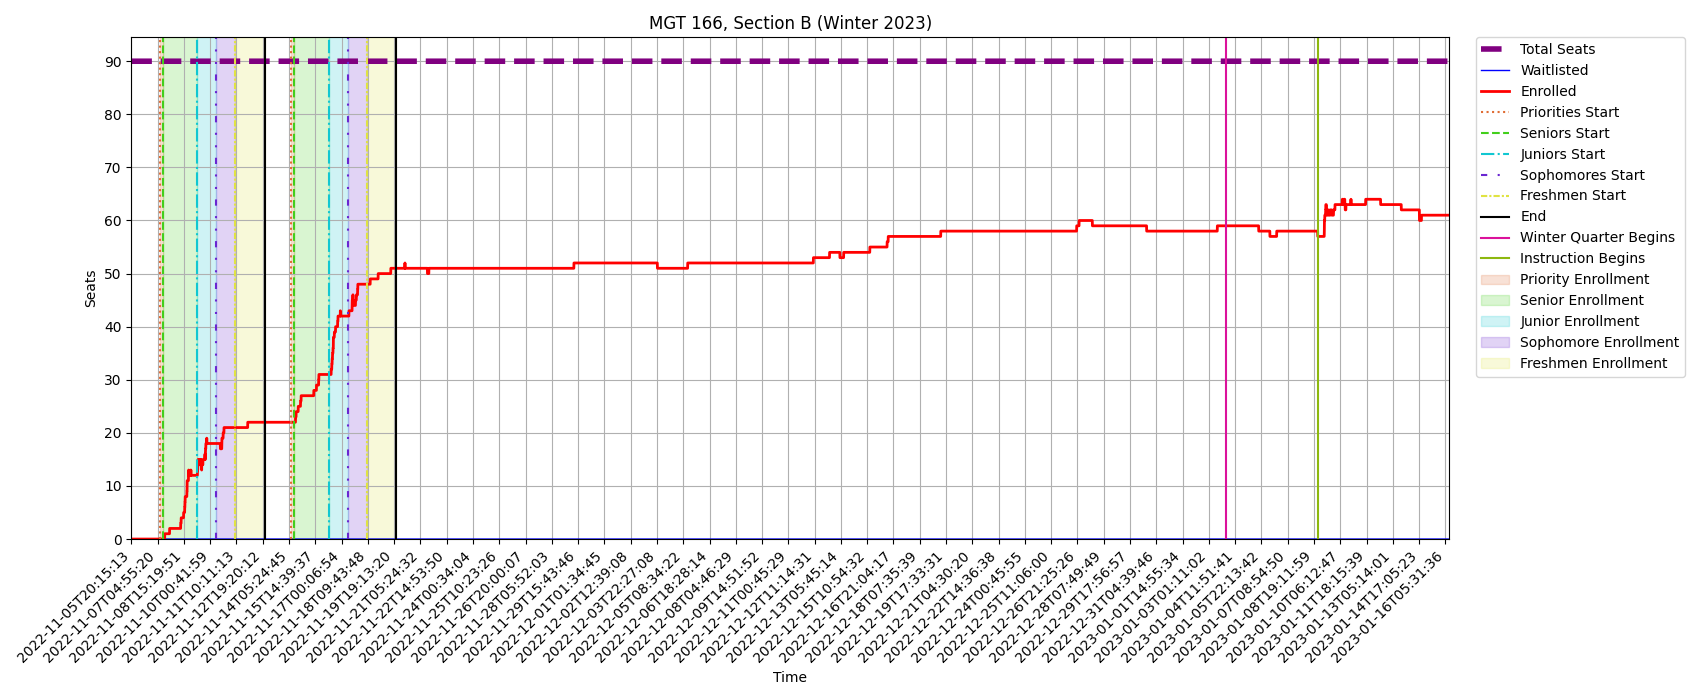 MGT 166, Section B (Winter 2023)
Seats
90
80
70
60
50
40
30
20
10
0
2022-11-05T20:15:13
2022-11-07T04:55:20
2022-11-08T15:19:51
2022-11-10T00:41:59
2022-11-11T10:11:13
2022-11-12T19:20:12
2022-11-14T05:24:45
2022-11-15T14:39:37
2022-11-17T00:06:54
2022-11-18T09:43:48
2022-11-19T19:13:20
2022-11-21T05:24:32
2022-11-22T14:53:50
2022-11-24T00:34:04
2022-11-25T10:23:26
2022-11-26T20:00:07
2022-11-28T05:52:03
2022-11-29T15:43:46
2022-12-01T01:34:45
2022-12-02T12:39:08
2022-12-03T22:27:08
2022-12-05T08:34:22
2022-12-06T18:28:14
2022-12-08T04:46:29
2022-12-09T14:51:52
2022-12-11T00:45:29
2022-12-12T11:14:31
2022-12-13T05:45:14
2022-12-15T10:54:32
2022-12-16T21:04:17
2022-12-18T07:35:39
2022-12-19T17:33:31
2022-12-21T04:30:20
2022-12-22T14:36:38
2022-12-24T00:45:55
2022-12-25T11:06:00
2022-12-26T21:25:26
2022-12-28T07:49:49
2022-12-29T17:56:57
2022-12-31T04:39:46
2023-01-01T14:55:34
2023-01-03T01:11:02
2023-01-04T11:51:41
2023-01-05T22:13:42
2023-01-07T08:54:50
2023-01-08T19:11:59
2023-01-10T06:12:47
2023-01-11T18:15:39
2023-01-13T05:14:01
2023-01-14T17:05:23
2023-01-16T05:31:36
Time
Total Seats
Waitlisted
Enrolled
Priorities Start
Seniors Start
Juniors Start
Sophomores Start
Freshmen Start
End
Winter Quarter Begins
Instruction Begins
Priority Enrollment
Senior Enrollment
Junior Enrollment
Sophomore Enrollment
Freshmen Enrollment